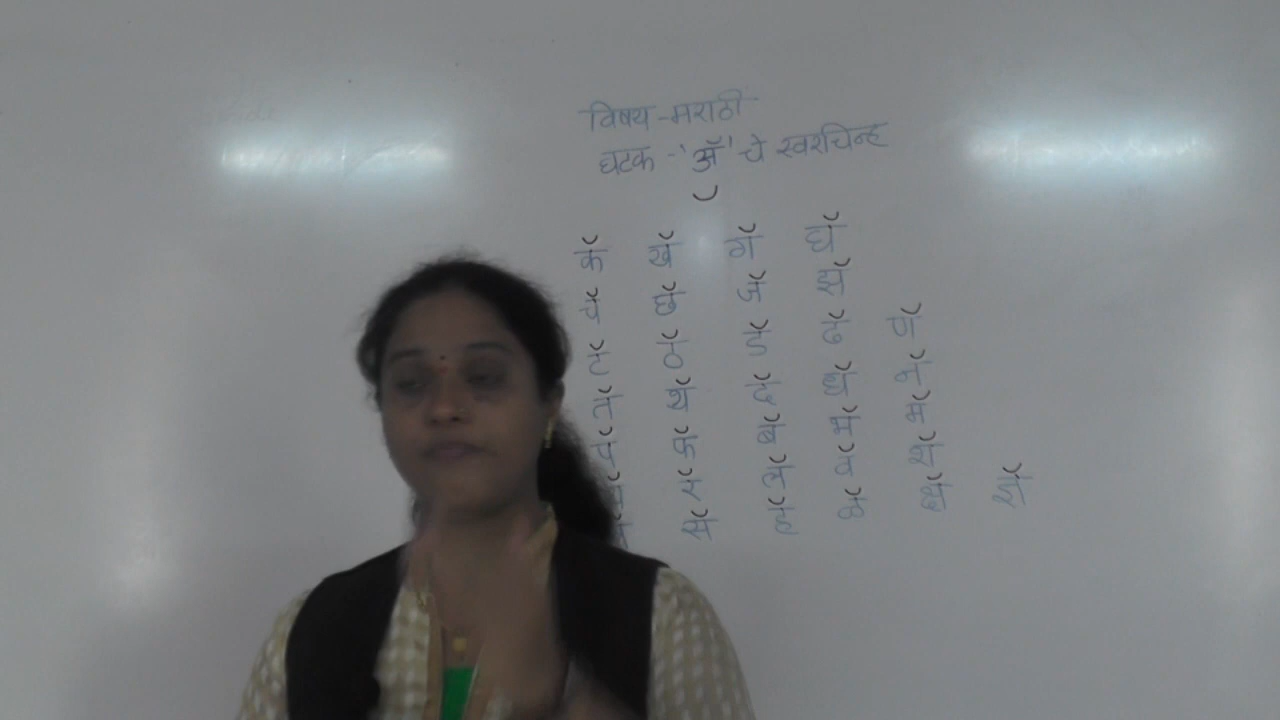 विषय - मराठी
घटक - 'ॲ' चे स्वरचिन्ह
ॅ
कॅ खॅ गॅ घॅ
चॅ छॅ जॅ झॅ
टॅ ठॅ डॅ ढॅ णॅ
तॅ थॅ दॅ धॅ नॅ
पॅ फॅ बॅ भॅ मॅ
सॅ हॅ ळॅ क्षॅ ज्ञॅ